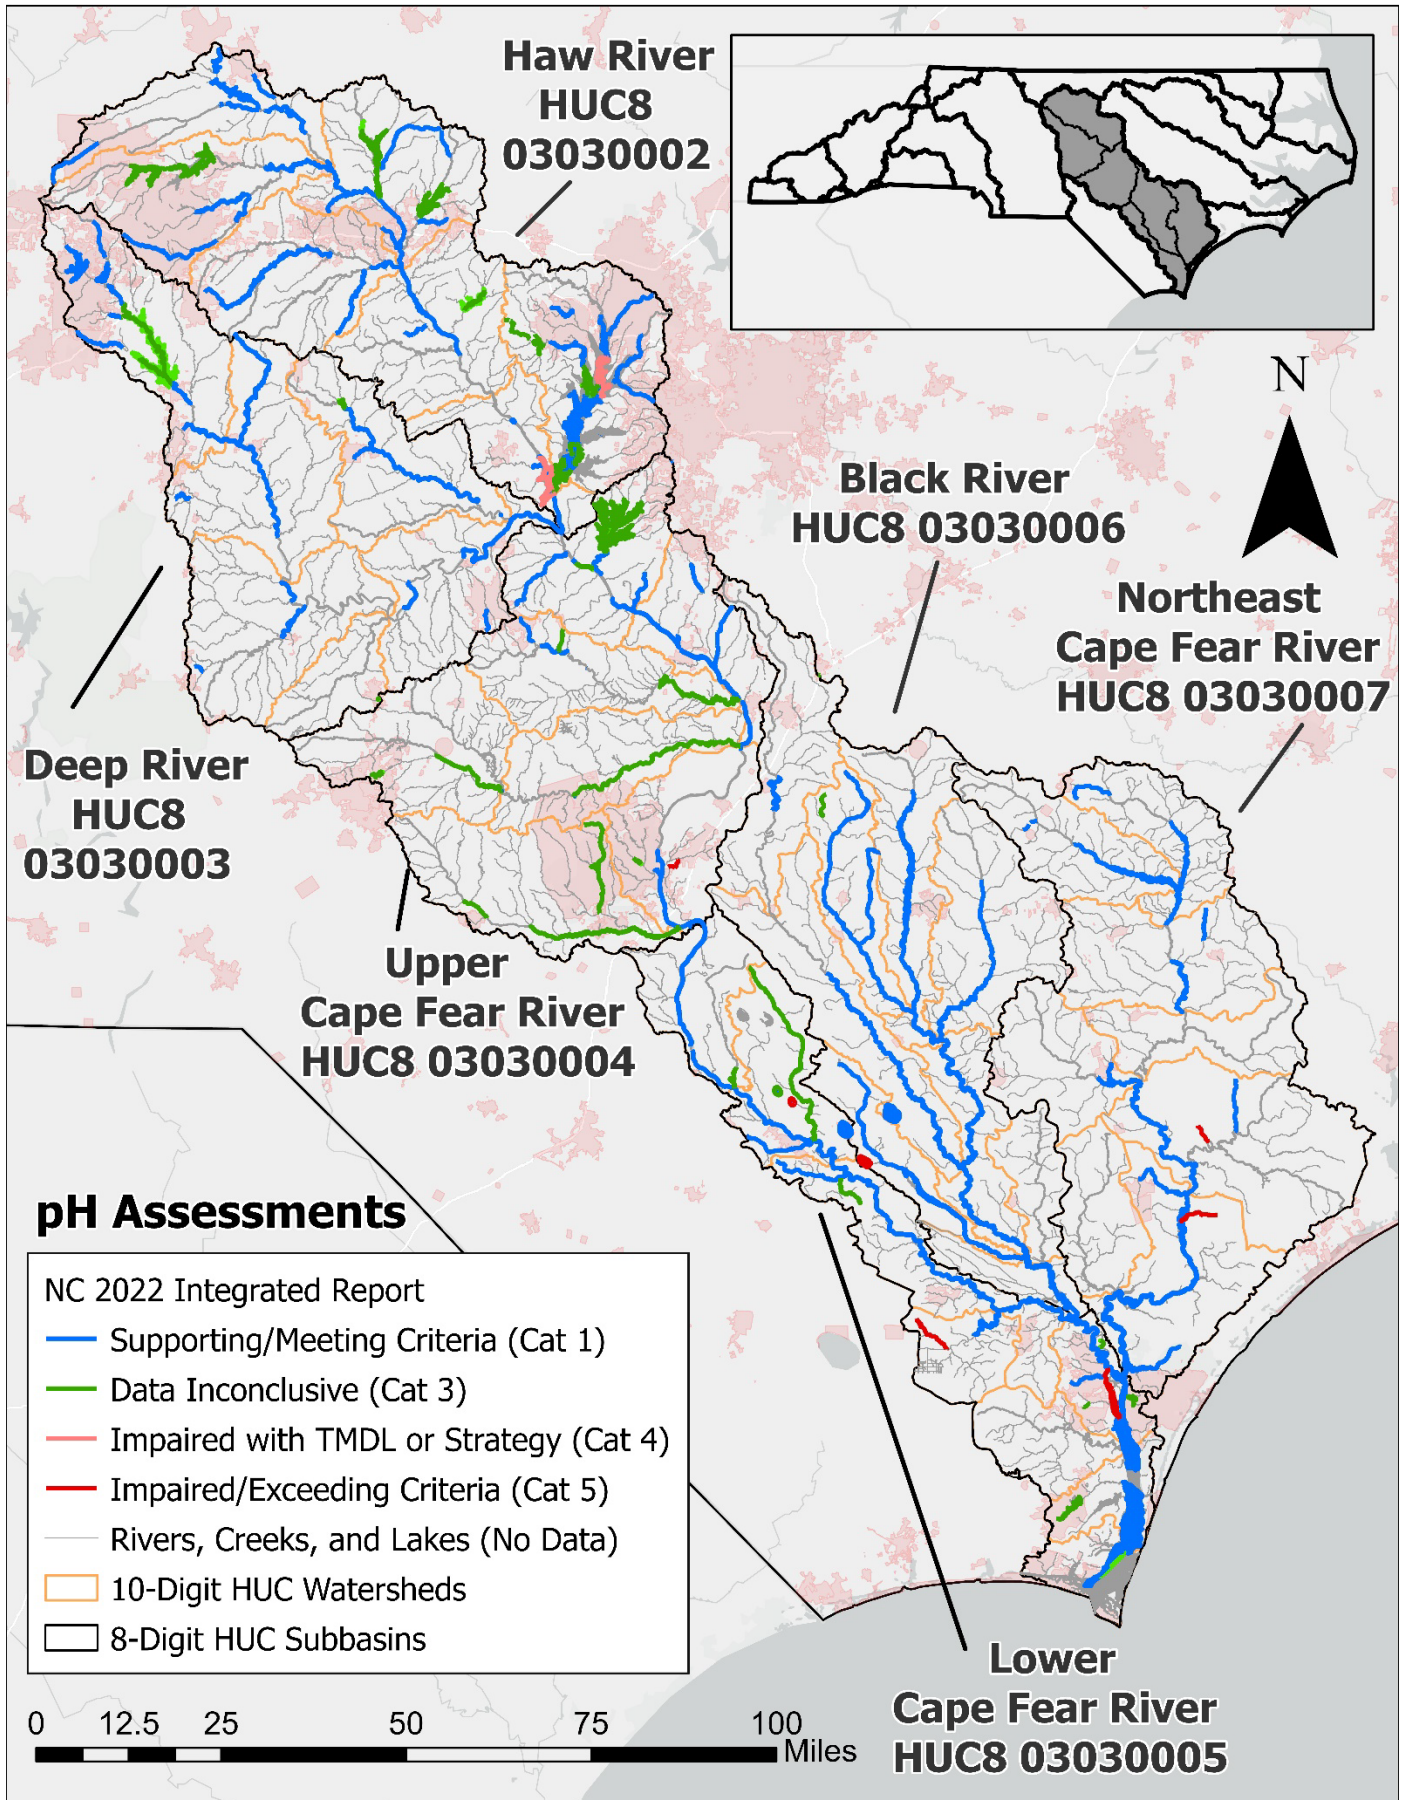 Haw River
HUC8
03030002
N
Black River
HUC8 03030006
Northeast
Cape Fear River
HUC8 03030007
Deep River
HUC8
03030003
Upper
Cape Fear River
HUC8 03030004
pH Assessments
NC 2022 Integrated Report
Supporting/Meeting Criteria (Cat 1)
Data Inconclusive (Cat 3)
Impaired with TMDL or Strategy (Cat 4)
Impaired/Exceeding Criteria (Cat 5)
Rivers, Creeks, and Lakes (No Data)
10-Digit HUC Watersheds
8-Digit HUC Subbasins
0 12.5 25 50 75 100
Miles
Lower
Cape Fear River
HUC8 03030005